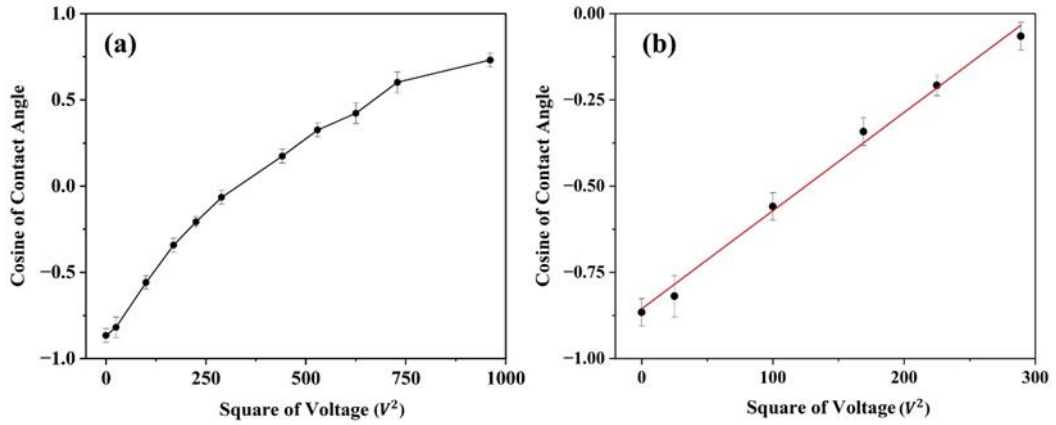 (a)
Cosine of Contact Angle
1.0
0.5
0.0
−0.5
−1.0
0 250 500 750 1000
Square of Voltage (V²)
(b)
Cosine of Contact Angle
0.00
−0.25
−0.50
−0.75
−1.00
0 100 200 300
Square of Voltage (V²)